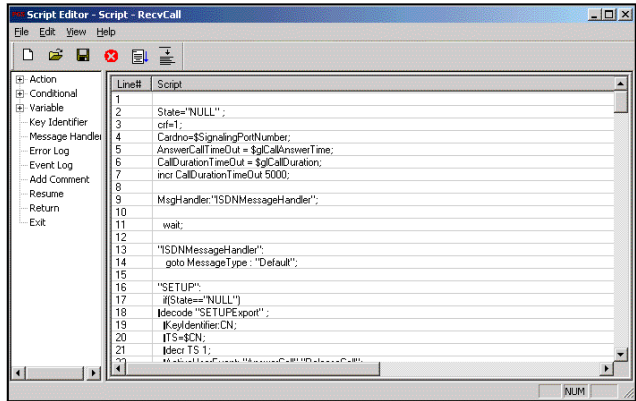 Script Editor - Script - RecvCall
File Edit View Help
Action
Conditional
Variable
Key Identifier
Message Handler
Error Log
Event Log
Add Comment
Resume
Return
Exit
Line# Script
1
2 State="NULL" ;
3 crf=1;
4 Cardno=$SignalingPortNumber;
5 AnswerCallTimeOut = $glCallAnswerTime;
6 CallDurationTimeOut = $glCallDuration;
7 incr CallDurationTimeOut 5000;
8
9 MsgHandler:"ISDNMessageHandler";
10
11 wait;
12
13 "ISDNMessageHandler":
14 goto MessageType : "Default";
15
16 "SETUP":
17 if(State=="NULL")
18 |decode "SETUPExport" ;
19 |KeyIdentifier:CN;
20 |TS=$CN;
21 |decr TS 1;
22 |ActiveUserEvent: "AnswerCall" "ReleaseCall";
NUM